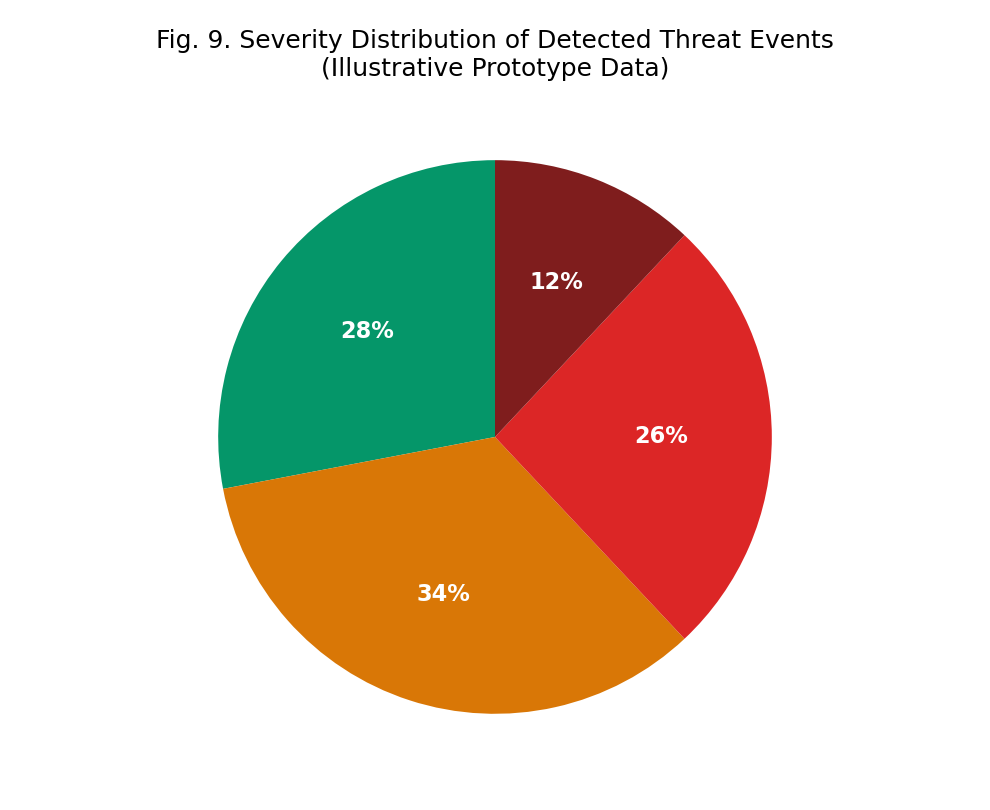 Fig. 9. Severity Distribution of Detected Threat Events
(Illustrative Prototype Data)
12%
28%
26%
34%